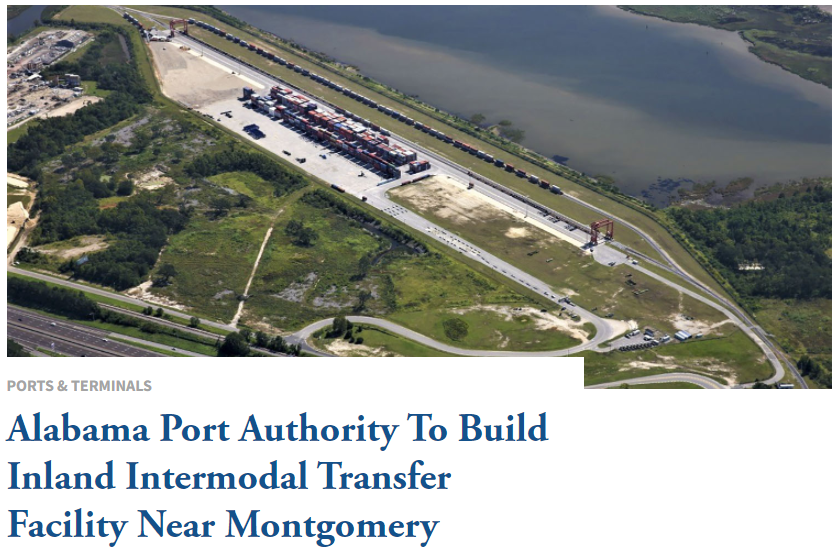 PORTS & TERMINALS
Alabama Port Authority To Build
Inland Intermodal Transfer
Facility Near Montgomery